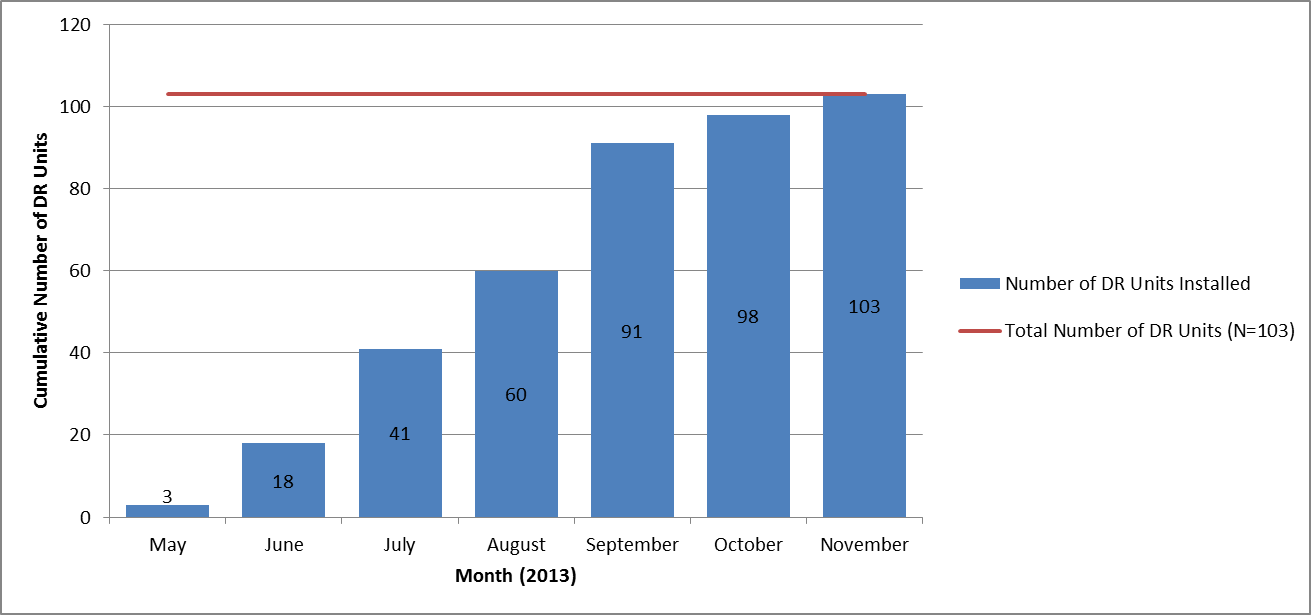 120
100
80
60
40
20
0
Cumulative Number of DR Units
3
18
41
60
91
98
103
May
June
July
August
September
October
November
Month (2013)
Number of DR Units Installed
Total Number of DR Units (N=103)